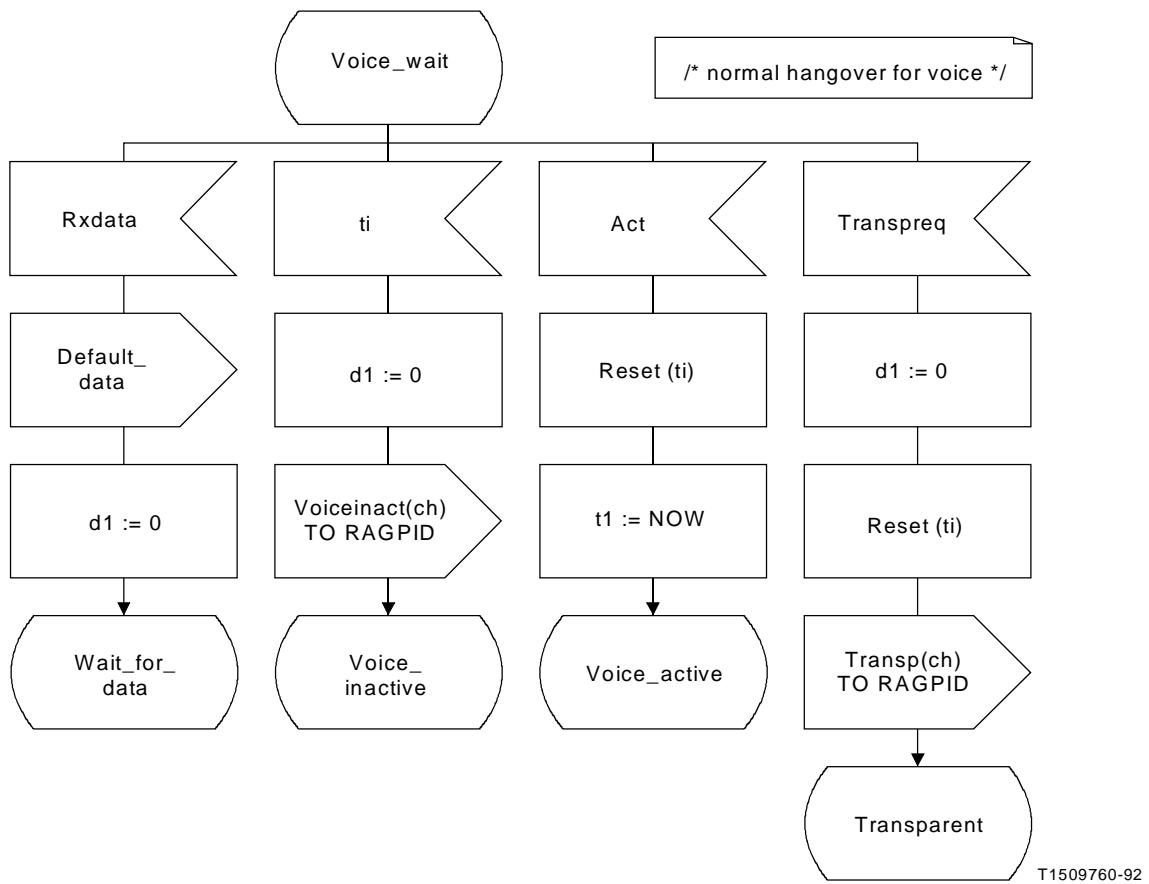 Voice_wait
/* normal hangover for voice */
Rxdata
ti
Act
Transpreq
Default_
data
d1 := 0
Reset (ti)
d1 := 0
d1 := 0
Voiceinact(ch)
TO RAGPID
t1 := NOW
Reset (ti)
Wait_for_
data
Voice_
inactive
Voice_active
Transp(ch)
TO RAGPID
Transparent
T1509760-92